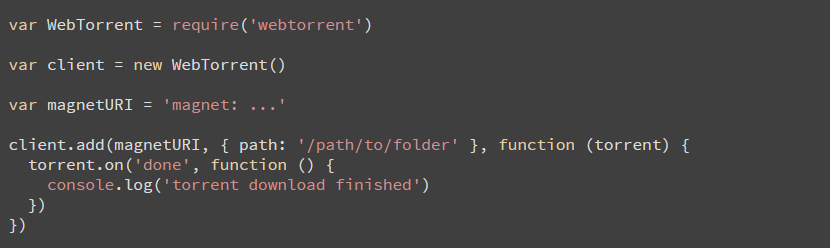 var WebTorrent = require('webtorrent')
var client = new WebTorrent()
var magnetURI = 'magnet: ...'
client.add(magnetURI, { path: '/path/to/folder' }, function (torrent) {
  torrent.on('done', function () {
    console.log('torrent download finished')
  })
})